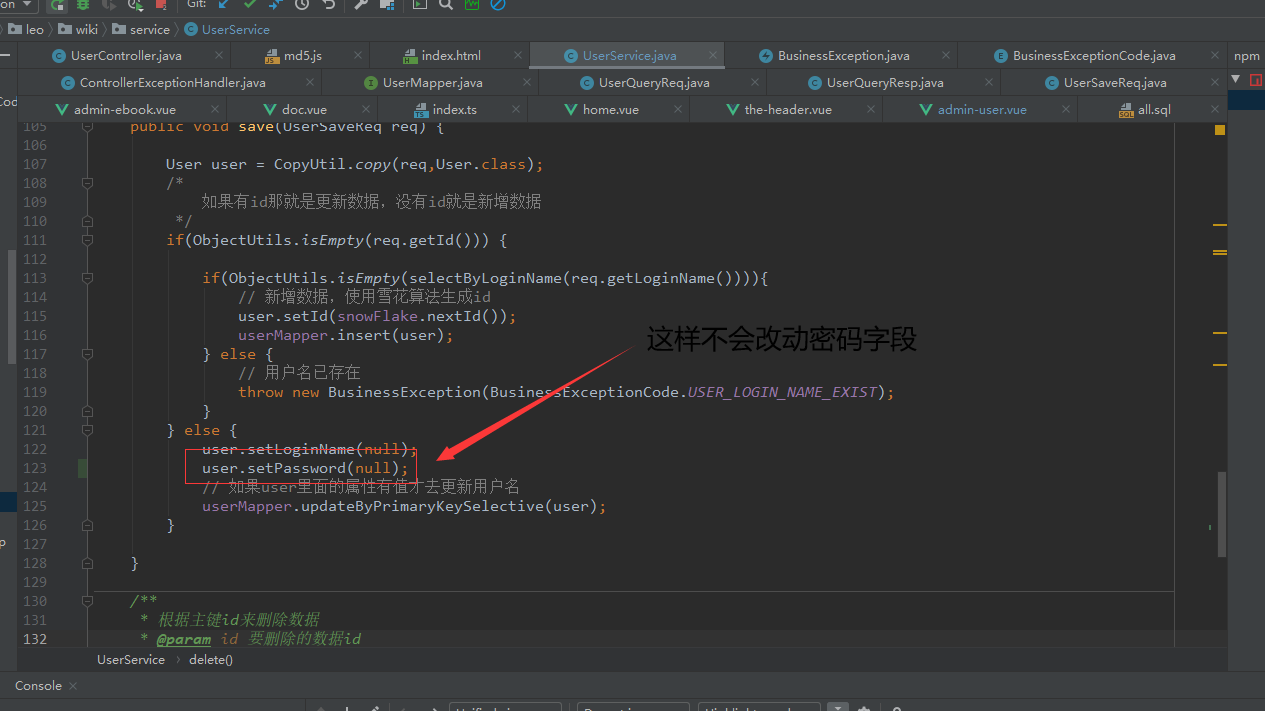 Git:
leo
wiki
service
UserService
UserController.java
md5.js
index.html
UserService.java
BusinessException.java
BusinessExceptionCode.java
npm
ControllerExceptionHandler.java
UserMapper.java
UserQueryReq.java
UserQueryResp.java
UserSaveReq.java
admin-ebook.vue
doc.vue
index.ts
home.vue
the-header.vue
admin-user.vue
all.sql
105 public void save(UserSaveReq req) {
106
107 User user = CopyUtil.copy(req,User.class);
108 /*
109 如果有id那就是更新数据，没有id就是新增数据
110 */
111 if(ObjectUtils.isEmpty(req.getId())) {
112
113 if(ObjectUtils.isEmpty(selectByLoginName(req.getLoginName()))){
114 // 新增数据，使用雪花算法生成id
115 user.setId(snowFlake.nextId());
116 userMapper.insert(user);
这样不会改动密码字段
117 } else {
118 // 用户名已存在
119 throw new BusinessException(BusinessExceptionCode.USER_LOGIN_NAME_EXIST);
120 }
121 } else {
122 user.setLoginName(null);
123 user.setPassword(null);
124 // 如果user里面的属性有值才去更新用户名
125 userMapper.updateByPrimaryKeySelective(user);
126 }
127
128 }
129
130 /**
131 * 根据主键id来删除数据
132 * @param id 要删除的数据id
UserService › delete()
Console